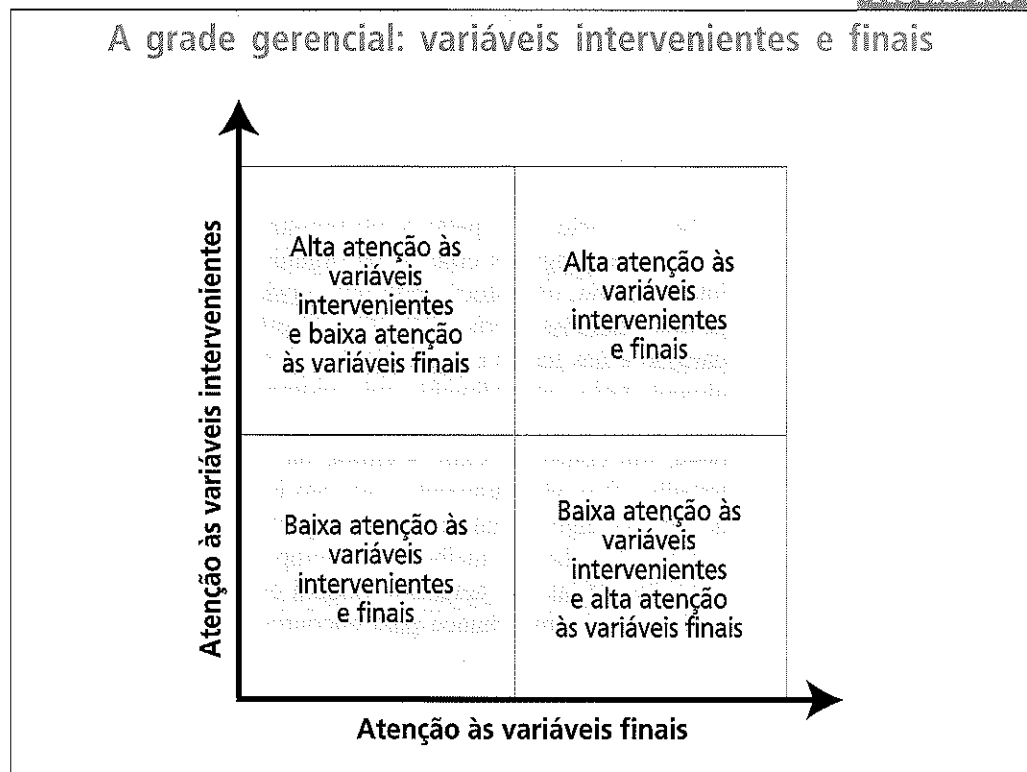 A grade gerencial: variáveis intervenientes e finais
Atenção às variáveis intervenientes
Alta atenção às
variáveis
intervenientes
e baixa atenção
às variáveis finais
Alta atenção às
variáveis
intervenientes
e finais
Baixa atenção às
variáveis
intervenientes
e finais
Baixa atenção às
variáveis
intervenientes
e alta atenção
às variáveis finais
Atenção às variáveis finais